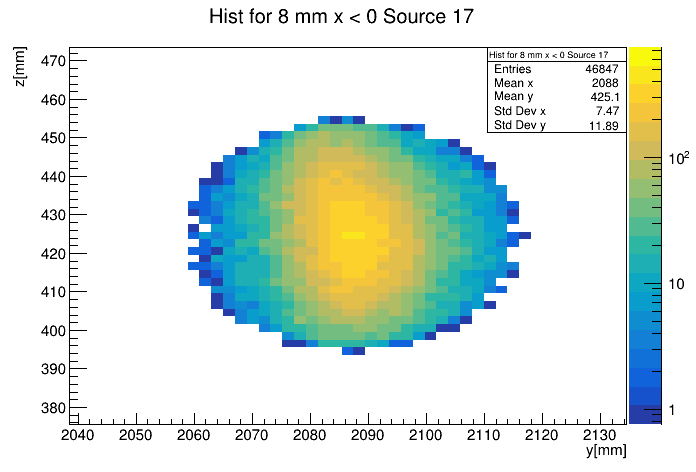 Hist for 8 mm x < 0 Source 17
z[mm]
Hist for 8 mm x < 0 Source 17
Entries 46847
Mean x 2088
Mean y 425.1
Std Dev x 7.47
Std Dev y 11.89
470
460
450
440
430
420
410
400
390
380
10²
10
1
2040 2050 2060 2070 2080 2090 2100 2110 2120 2130
y[mm]